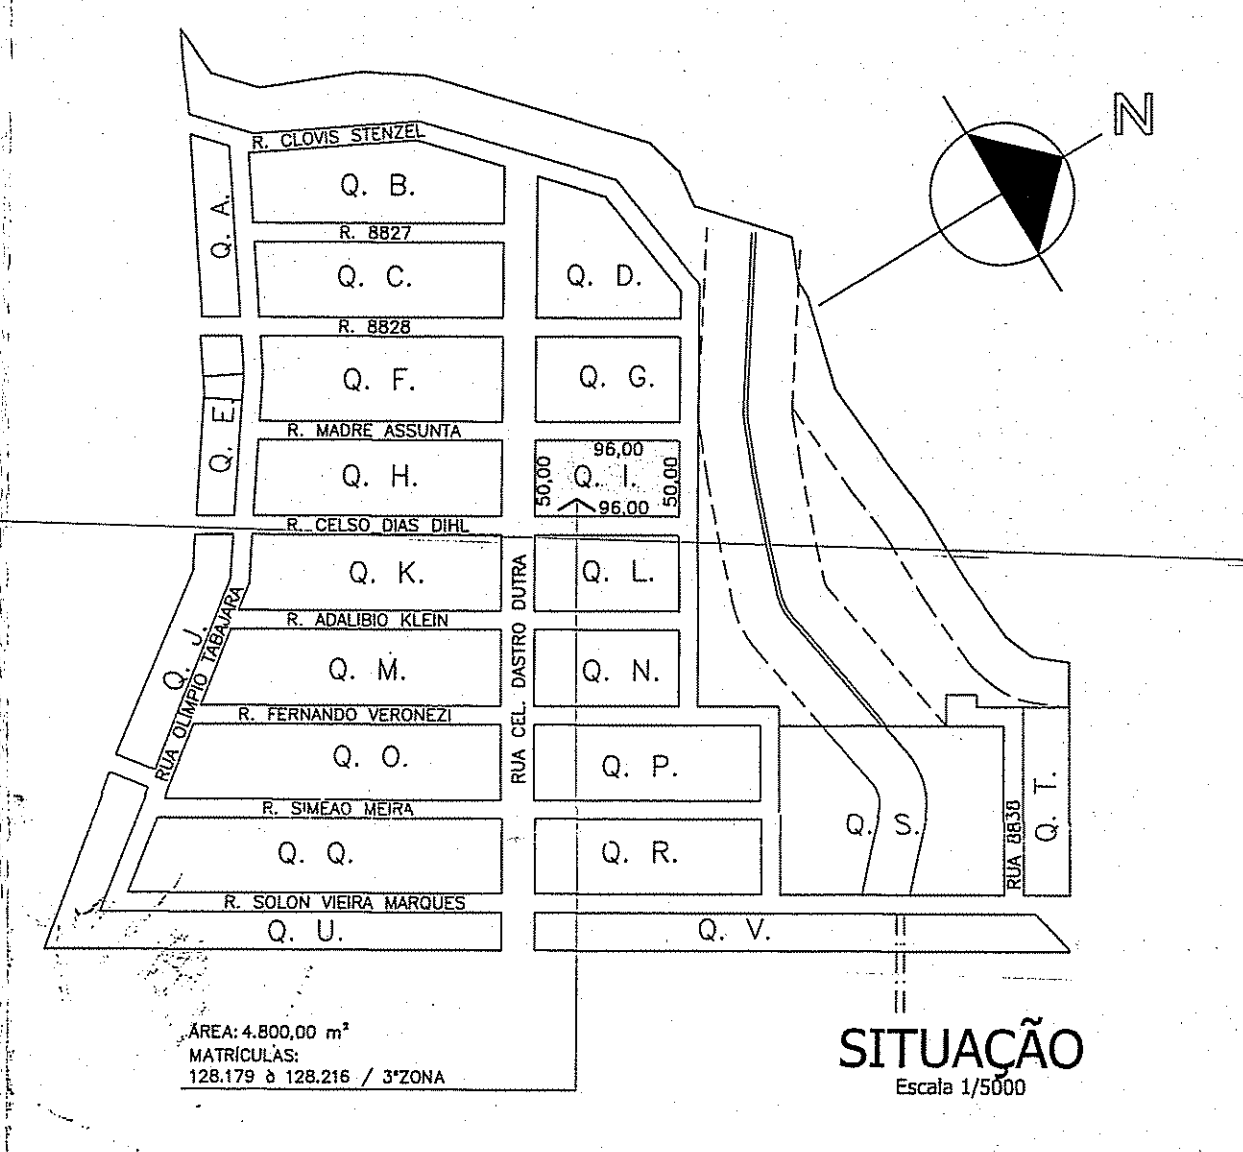 N
R. CLOVIS STENZEL
Q. A.
Q. B.
R. 8827
Q. C.
Q. D.
R. 8828
Q. E.
Q. F.
Q. G.
R. MADRE ASSUNTA
Q. H.
96,00
50,00
Q. I.
50,00
96,00
R. CELSO DIAS DIHL
Q. J.
RUA OLIMPIO TABAJARA
Q. K.
RUA CEL. DASTRO DUTRA
Q. L.
R. ADALIBIO KLEIN
Q. M.
Q. N.
R. FERNANDO VERONEZI
Q. O.
Q. P.
R. SIMEAO MEIRA
Q. Q.
Q. R.
Q. S.
RUA 8838
Q. T.
R. SOLON VIEIRA MARQUES
Q. U.
Q. V.
ÁREA: 4.800,00 m²
MATRÍCULAS:
128.179 à 128.216 / 3ªZONA
SITUAÇÃO
Escala 1/5000